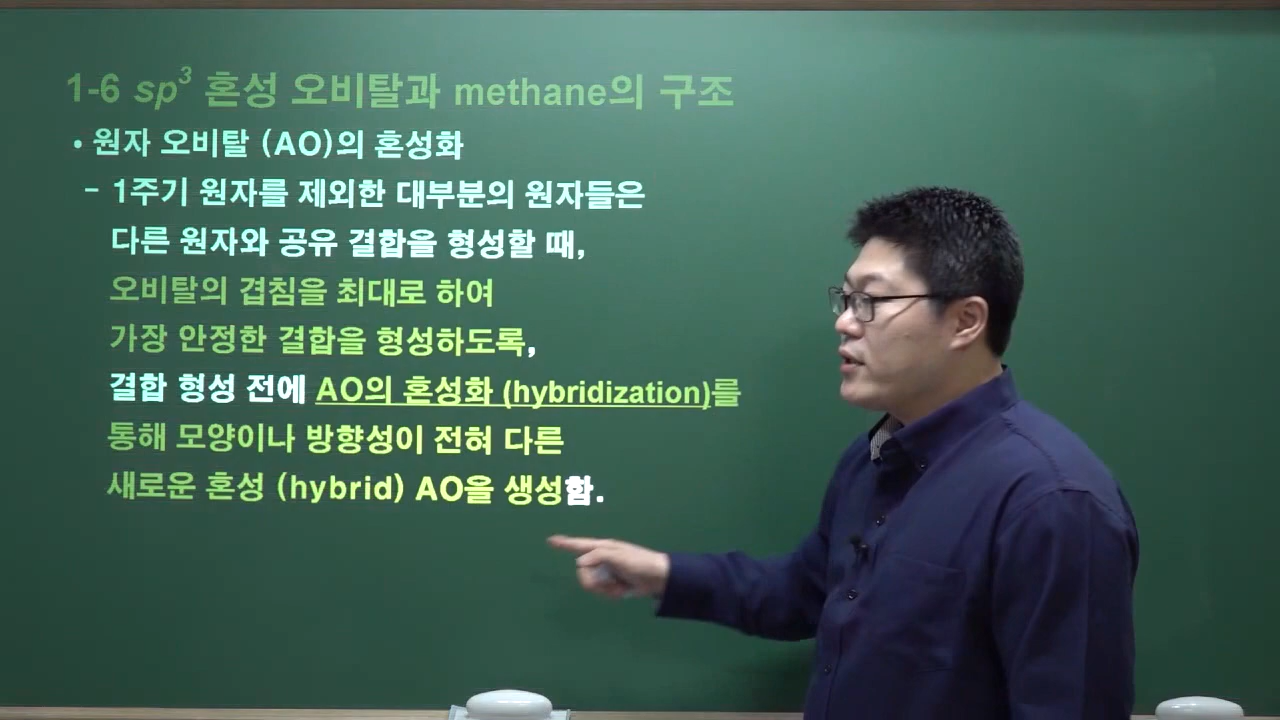 1-6 sp³ 혼성 오비탈과 methane의 구조
• 원자 오비탈 (AO)의 혼성화
- 1주기 원자를 제외한 대부분의 원자들은
다른 원자와 공유 결합을 형성할 때,
오비탈의 겹침을 최대로 하여
가장 안정한 결합을 형성하도록,
결합 형성 전에 AO의 혼성화 (hybridization)를
통해 모양이나 방향성이 전혀 다른
새로운 혼성 (hybrid) AO을 생성함.